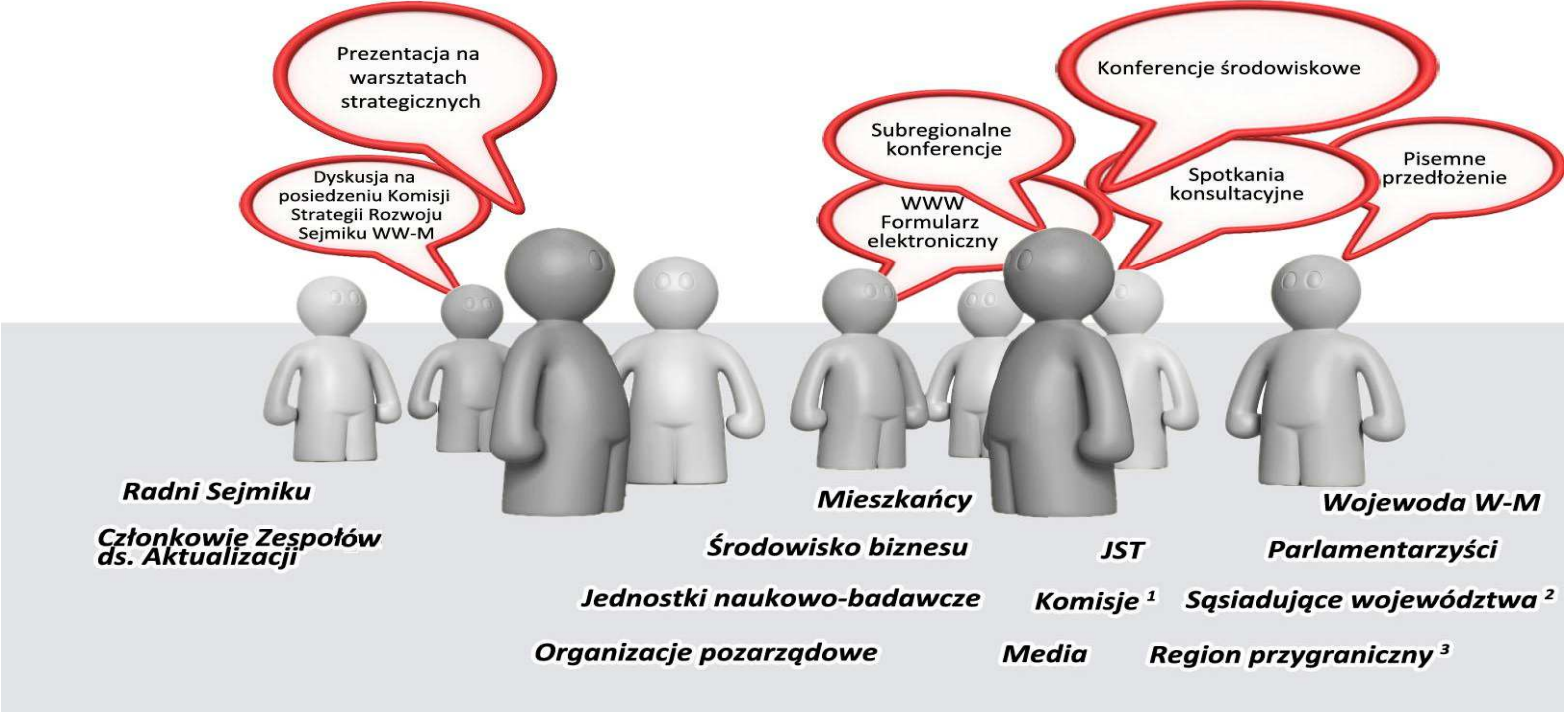 Prezentacja na
warsztatach
strategicznych
Dyskusja na
posiedzeniu Komisji
Strategii Rozwoju
Sejmiku WW-M
Konferencje środowiskowe
Subregionalne
konferencje
WWW
Formularz
elektroniczny
Spotkania
konsultacyjne
Pisemne
przedłożenie
Radni Sejmiku
Członkowie Zespołów
ds. Aktualizacji
Mieszkańcy
Środowisko biznesu
Jednostki naukowo-badawcze
Organizacje pozarządowe
JST
Komisje ¹
Media
Wojewoda W-M
Parlamentarzyści
Sąsiadujące województwa ²
Region przygraniczny ³